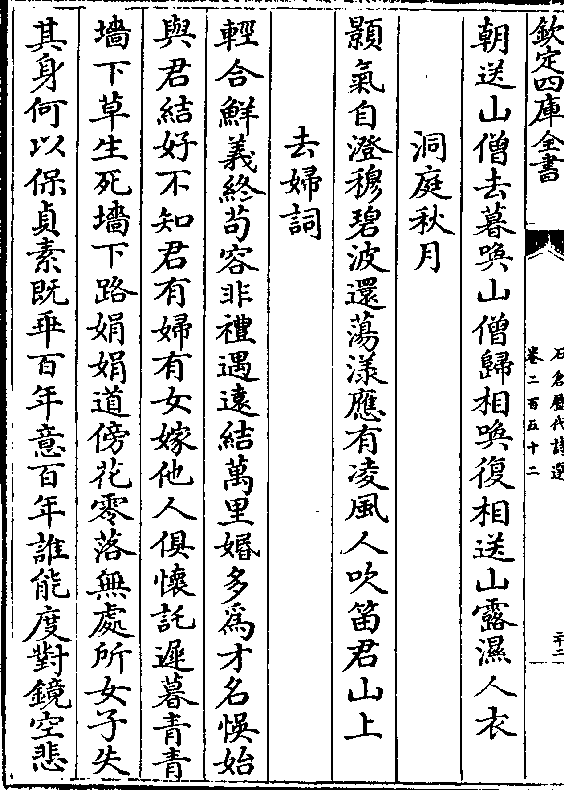 欽定四庫全書
石倉歷代詩選
卷二百五十二
朝送山僧去暮喚山僧歸相喚復相送山露濕人衣
洞庭秋月
顥氣自澄穆碧波還蕩漾應有凌風人吹笛君山上
去婦詞
輕合鮮義終苟容非禮遇遠結萬里婚多為才名悞始
與君結好不知君有婦有女嫁他人俱懷託遲暮青青
墻下草生死墻下路娟娟道傍花零落無處所女子失
其身何以保貞素既乖百年意百年誰能度對鏡空悲